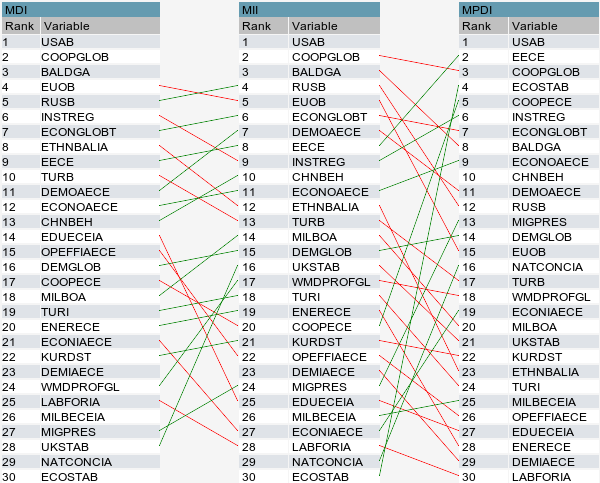 MDI MII MPDI
Rank Variable Rank Variable Rank Variable
1 USAB 1 USAB 1 USAB
2 COOPGLOB 2 COOPGLOB 2 EECE
3 BALDGA 3 BALDGA 3 COOPGLOB
4 EUOB 4 RUSB 4 ECOSTAB
5 RUSB 5 EUOB 5 COOPECE
6 INSTREG 6 ECONGLOBT 6 INSTREG
7 ECONGLOBT 7 DEMOAECE 7 ECONGLOBT
8 ETHNBALIA 8 EECE 8 BALDGA
9 EECE 9 INSTREG 9 ECONOAECE
10 TURB 10 CHNBEH 10 CHNBEH
11 DEMOAECE 11 ECONOAECE 11 DEMOAECE
12 ECONOAECE 12 ETHNBALIA 12 RUSB
13 CHNBEH 13 TURB 13 MIGPRES
14 EDUECEIA 14 MILBOA 14 DEMGLOB
15 OPEFFIAECE 15 DEMGLOB 15 EUOB
16 DEMGLOB 16 UKSTAB 16 NATCONCIA
17 COOPECE 17 WMDPROFGL 17 TURB
18 MILBOA 18 TURI 18 WMDPROFGL
19 TURI 19 ENERECE 19 ECONIAECE
20 ENERECE 20 COOPECE 20 MILBOA
21 ECONIAECE 21 KURDST 21 UKSTAB
22 KURDST 22 OPEFFIAECE 22 KURDST
23 DEMIAECE 23 DEMIAECE 23 ETHNBALIA
24 WMDPROFGL 24 MIGPRES 24 TURI
25 LABFORIA 25 EDUECEIA 25 MILBECEIA
26 MILBECEIA 26 MILBECEIA 26 OPEFFIAECE
27 MIGPRES 27 ECONIAECE 27 EDUECEIA
28 UKSTAB 28 LABFORIA 28 ENERECE
29 NATCONCIA 29 NATCONCIA 29 DEMIAECE
30 ECOSTAB 30 ECOSTAB 30 LABFORIA